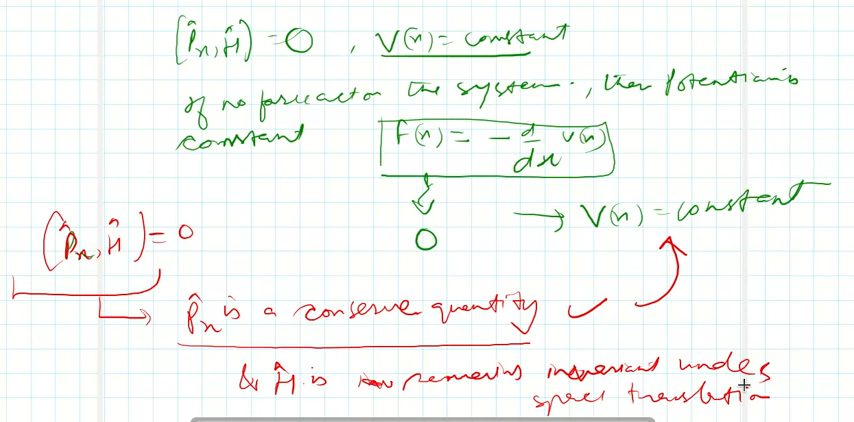 (P̂x, Ĥ) = 0 , V(x) = constant
If no force act on the system , then Potential is
constant
F(x) = - d/dx V(x)
0
→ V(x) = constant
(P̂x, Ĥ) = 0
P̂x is a conserve quantity
& Ĥ is remains invariant under
space translation